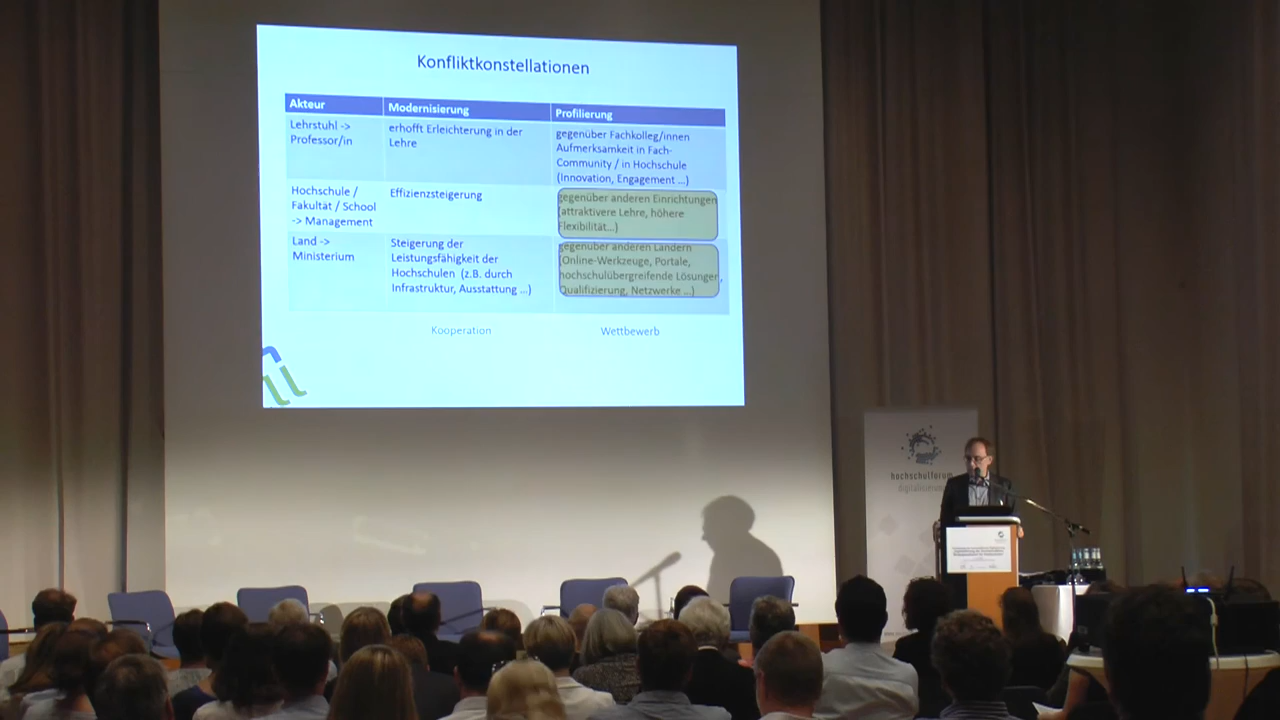 Konfliktkonstellationen
Akteur
Modernisierung
Profilierung
Lehrstuhl ->
Professor/in
erhofft Erleichterung in der
Lehre
gegenüber Fachkolleg/innen
Aufmerksamkeit in Fach-
Community / in Hochschule
(Innovation, Engagement ...)
Hochschule /
Fakultät / School
-> Management
Effizienzsteigerung
gegenüber anderen Einrichtungen
(attraktivere Lehre, höhere
Flexibilität...)
Land ->
Ministerium
Steigerung der
Leistungsfähigkeit der
Hochschulen (z.B. durch
Infrastruktur, Ausstattung ...)
gegenüber anderen Ländern
(Online-Werkzeuge, Portale,
hochschulübergreifende Lösungen,
Qualifizierung, Netzwerke ...)
Kooperation
Wettbewerb
hochschulforum